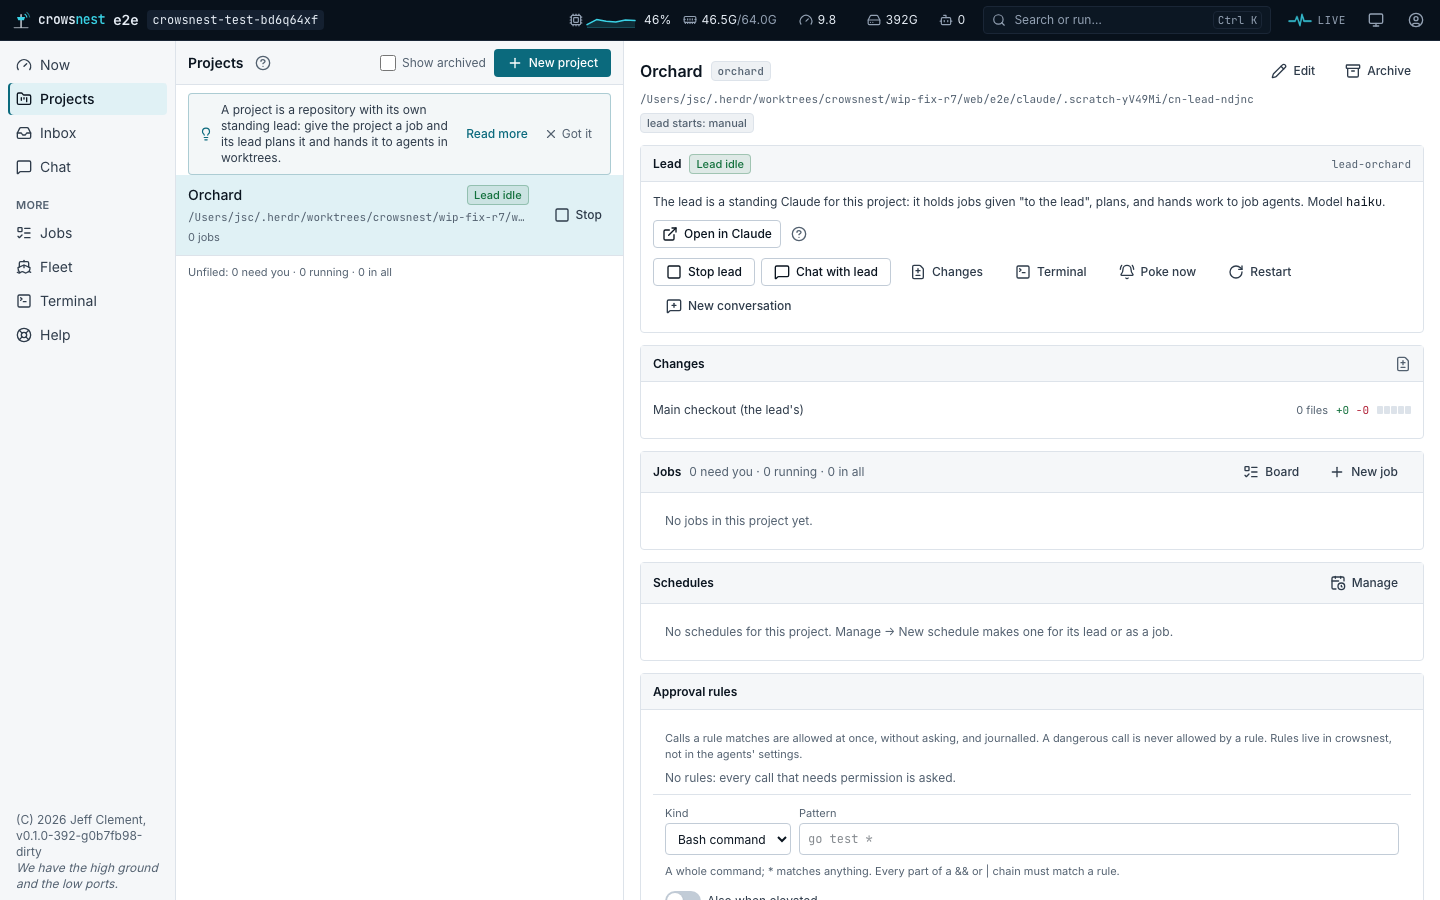 crowsnest e2e crowsnest-test-bd6q64xf
46% 46.5G/64.0G 9.8 392G 0
Search or run... Ctrl K
LIVE
Now
Projects
Inbox
Chat
MORE
Jobs
Fleet
Terminal
Help
(C) 2026 Jeff Clement,
v0.1.0-392-g0b7fb98-
dirty
We have the high ground
and the low ports.
Projects
Show archived
New project
A project is a repository with its own
standing lead: give the project a job and
its lead plans it and hands it to agents in
worktrees.
Read more
Got it
Orchard Lead idle
/Users/jsc/.herdr/worktrees/crowsnest/wip-fix-r7/w…
0 jobs
Stop
Unfiled: 0 need you · 0 running · 0 in all
Orchard orchard
Edit Archive
/Users/jsc/.herdr/worktrees/crowsnest/wip-fix-r7/web/e2e/claude/.scratch-yV49Mi/cn-lead-ndjnc
lead starts: manual
Lead Lead idle lead-orchard
The lead is a standing Claude for this project: it holds jobs given "to the lead", plans, and hands work to job agents. Model haiku.
Open in Claude
Stop lead Chat with lead Changes Terminal Poke now Restart
New conversation
Changes
Main checkout (the lead's) 0 files +0 -0
Jobs 0 need you · 0 running · 0 in all Board New job
No jobs in this project yet.
Schedules Manage
No schedules for this project. Manage → New schedule makes one for its lead or as a job.
Approval rules
Calls a rule matches are allowed at once, without asking, and journalled. A dangerous call is never allowed by a rule. Rules live in crowsnest,
not in the agents' settings.
No rules: every call that needs permission is asked.
Kind Pattern
Bash command go test *
A whole command; * matches anything. Every part of a && or | chain must match a rule.
Also when elevated